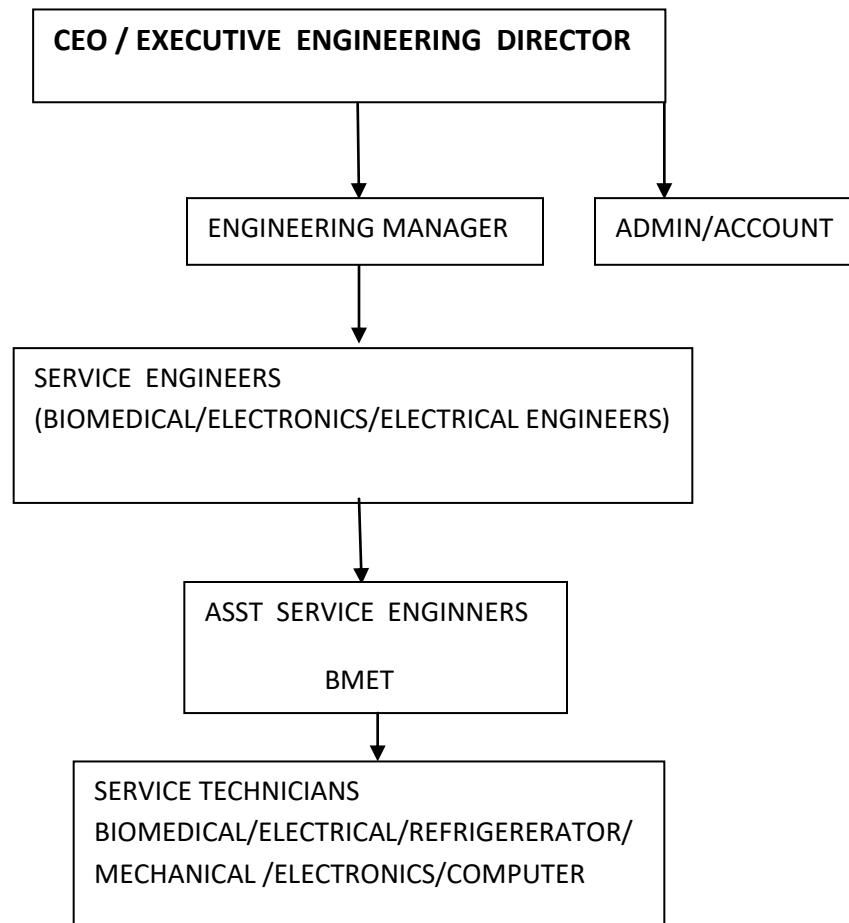 CEO / EXECUTIVE ENGINEERING DIRECTOR
ENGINEERING MANAGER
ADMIN/ACCOUNT
SERVICE ENGINEERS
(BIOMEDICAL/ELECTRONICS/ELECTRICAL ENGINEERS)
ASST SERVICE ENGINNERS
BMET
SERVICE TECHNICIANS
BIOMEDICAL/ELECTRICAL/REFRIGERERATOR/
MECHANICAL /ELECTRONICS/COMPUTER